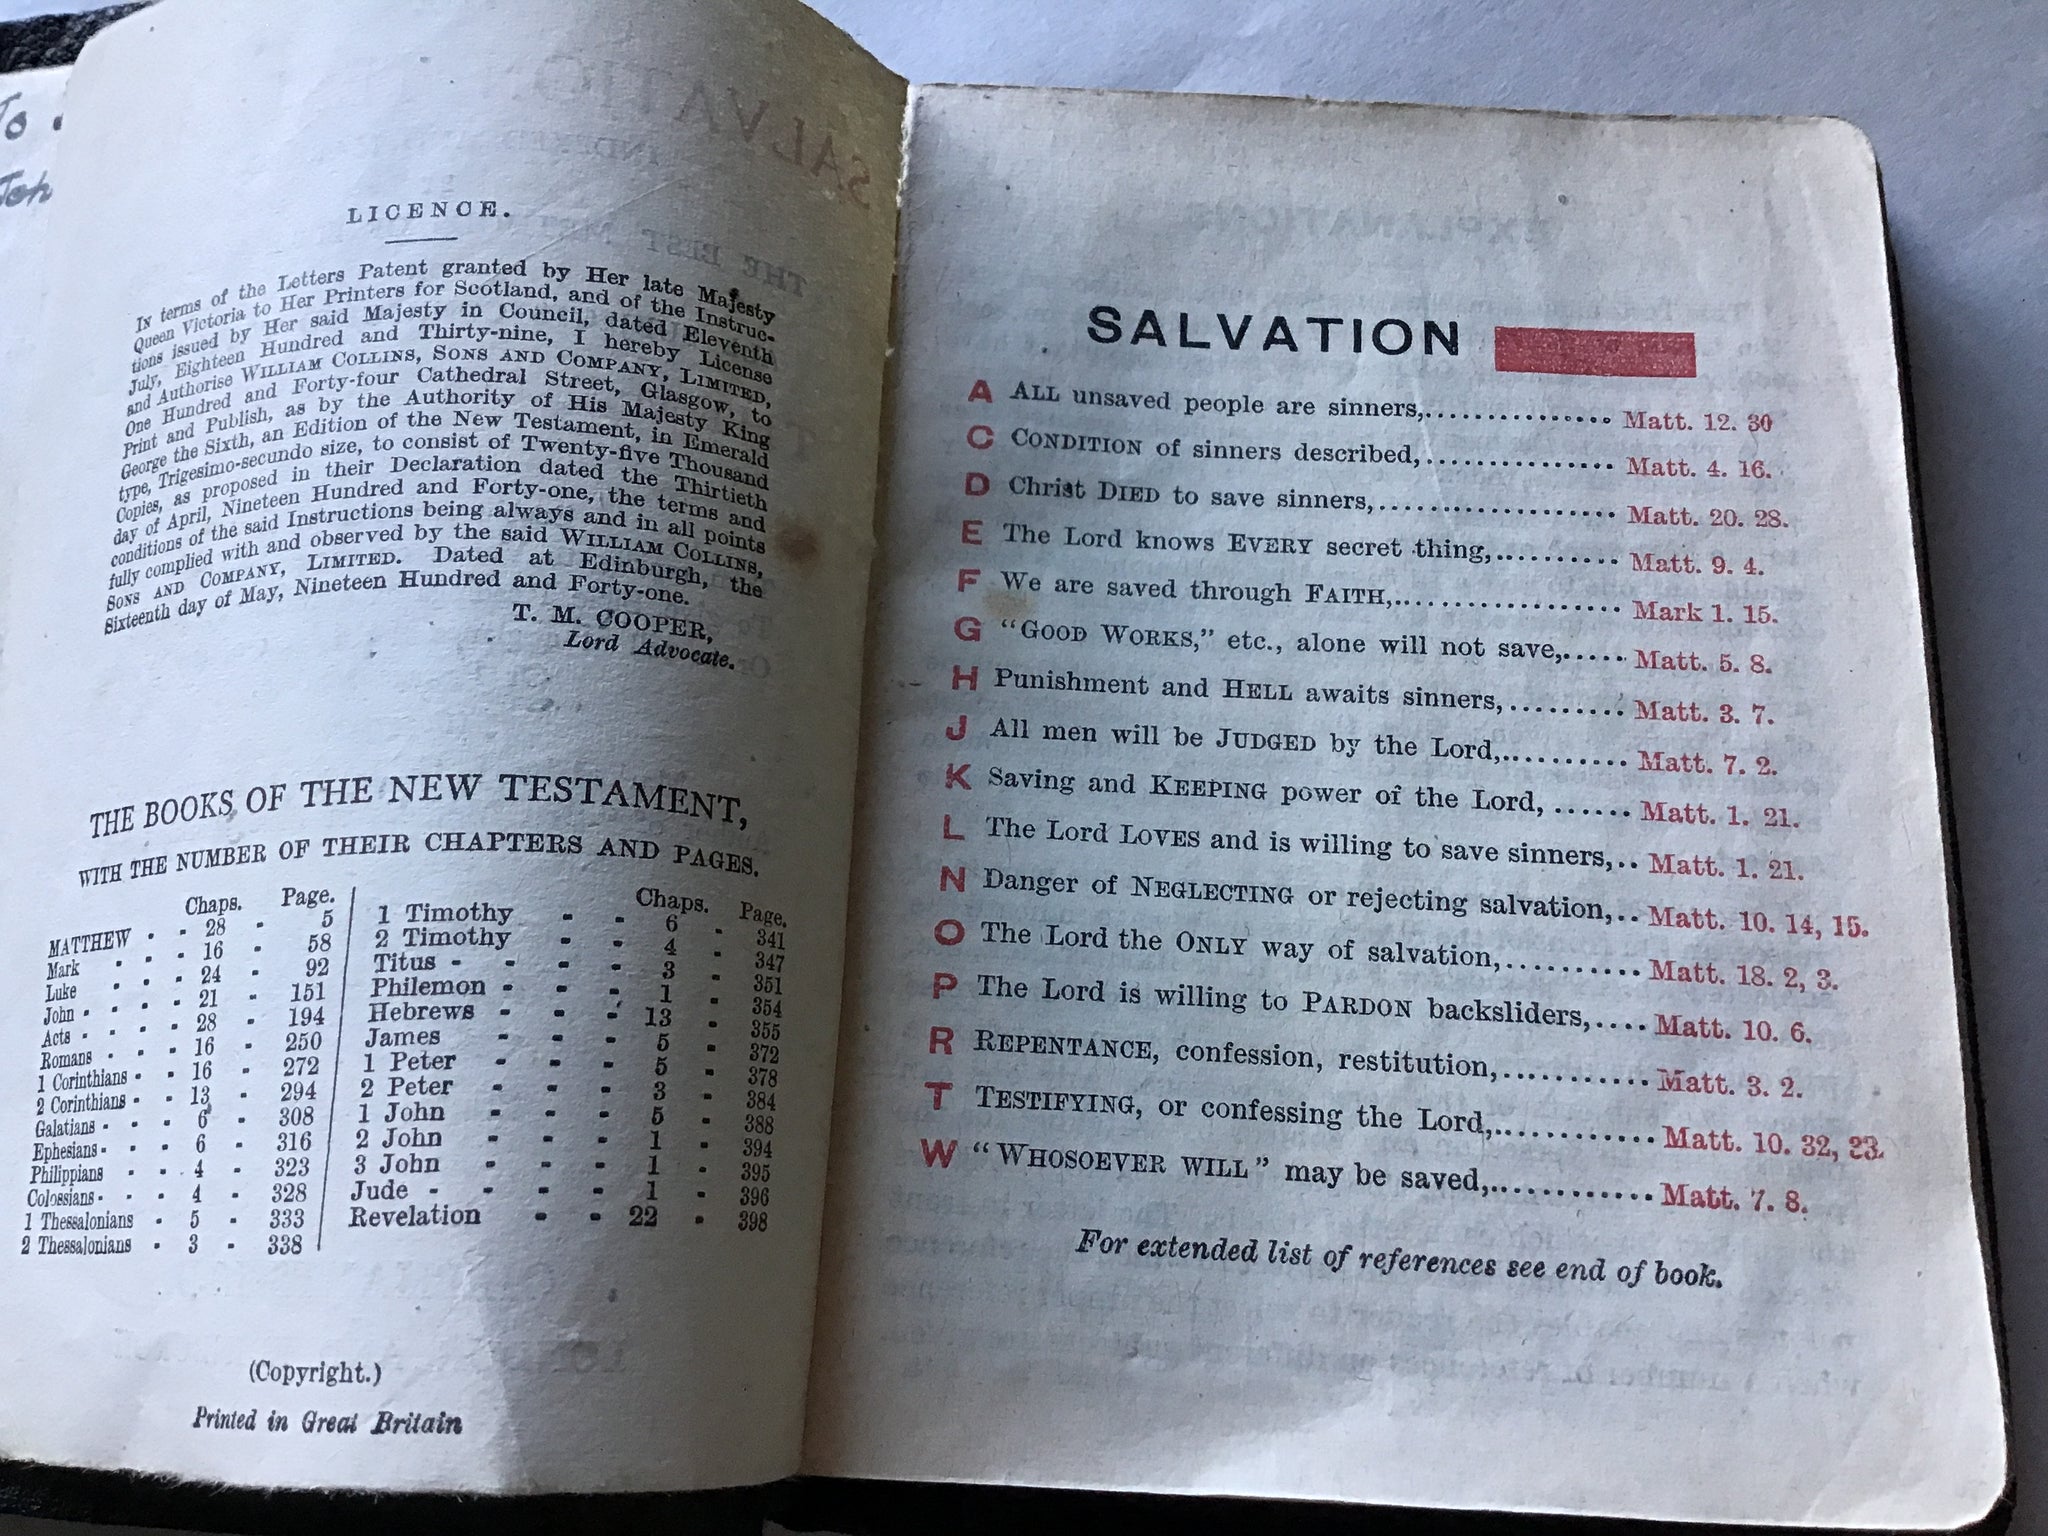 To
Joh
LICENCE.
In terms of the Letters Patent granted by Her late Majesty
Queen Victoria to Her Printers for Scotland, and of the Instruc-
tions issued by Her said Majesty in Council, dated Eleventh
July, Eighteen Hundred and Thirty-nine, I hereby License
and Authorise WILLIAM COLLINS, SONS AND COMPANY, LIMITED,
One Hundred and Forty-four Cathedral Street, Glasgow, to
Print and Publish, as by the Authority of His Majesty King
George the Sixth, an Edition of the New Testament, in Emerald
type, Trigesimo-secundo size, to consist of Twenty-five Thousand
Copies, as proposed in their Declaration dated the Thirtieth
day of April, Nineteen Hundred and Forty-one, the terms and
conditions of the said Instructions being always and in all points
fully complied with and observed by the said WILLIAM COLLINS,
SONS AND COMPANY, LIMITED. Dated at Edinburgh, the
Sixteenth day of May, Nineteen Hundred and Forty-one.
T. M. COOPER,
Lord Advocate.
THE BOOKS OF THE NEW TESTAMENT,
WITH THE NUMBER OF THEIR CHAPTERS AND PAGES.
Chaps. Page.
MATTHEW - - 28 - 5
Mark - - - 16 - 58
Luke - - - 24 - 92
John - - - - 21 - 151
Acts - - - - 28 - 194
Romans - - - 16 - 250
1 Corinthians - - 16 - 272
2 Corinthians - - 13 - 294
Galatians - - - 6 - 308
Ephesians - - - 6 - 316
Philippians - - 4 - 323
Colossians - - - 4 - 328
1 Thessalonians - 5 - 333
2 Thessalonians - 3 - 338
Chaps. Page.
1 Timothy - - 6 - 341
2 Timothy - - 4 - 347
Titus - - - - 3 - 351
Philemon - - - 1 - 354
Hebrews - - - 13 - 355
James - - - 5 - 372
1 Peter - - - 5 - 378
2 Peter - - - 3 - 384
1 John - - - 5 - 388
2 John - - - 1 - 394
3 John - - - 1 - 395
Jude - - - - 1 - 396
Revelation - - 22 - 398
(Copyright.)
Printed in Great Britain
SALVATION
A ALL unsaved people are sinners,................ Matt. 12. 30
C CONDITION of sinners described,................ Matt. 4. 16.
D Christ DIED to save sinners,.................... Matt. 20. 28.
E The Lord knows EVERY secret thing,........... Matt. 9. 4.
F We are saved through FAITH,.................... Mark 1. 15.
G "GOOD WORKS," etc., alone will not save,..... Matt. 5. 8.
H Punishment and HELL awaits sinners,......... Matt. 3. 7.
J All men will be JUDGED by the Lord,.......... Matt. 7. 2.
K Saving and KEEPING power of the Lord, ...... Matt. 1. 21.
L The Lord LOVES and is willing to save sinners,.. Matt. 1. 21.
N Danger of NEGLECTING or rejecting salvation,.. Matt. 10. 14, 15.
O The Lord the ONLY way of salvation,.......... Matt. 18. 2, 3.
P The Lord is willing to PARDON backsliders,.... Matt. 10. 6.
R REPENTANCE, confession, restitution,........... Matt. 3. 2.
T TESTIFYING, or confessing the Lord,............ Matt. 10. 32, 33.
W "WHOSOEVER WILL" may be saved,............ Matt. 7. 8.
For extended list of references see end of book.